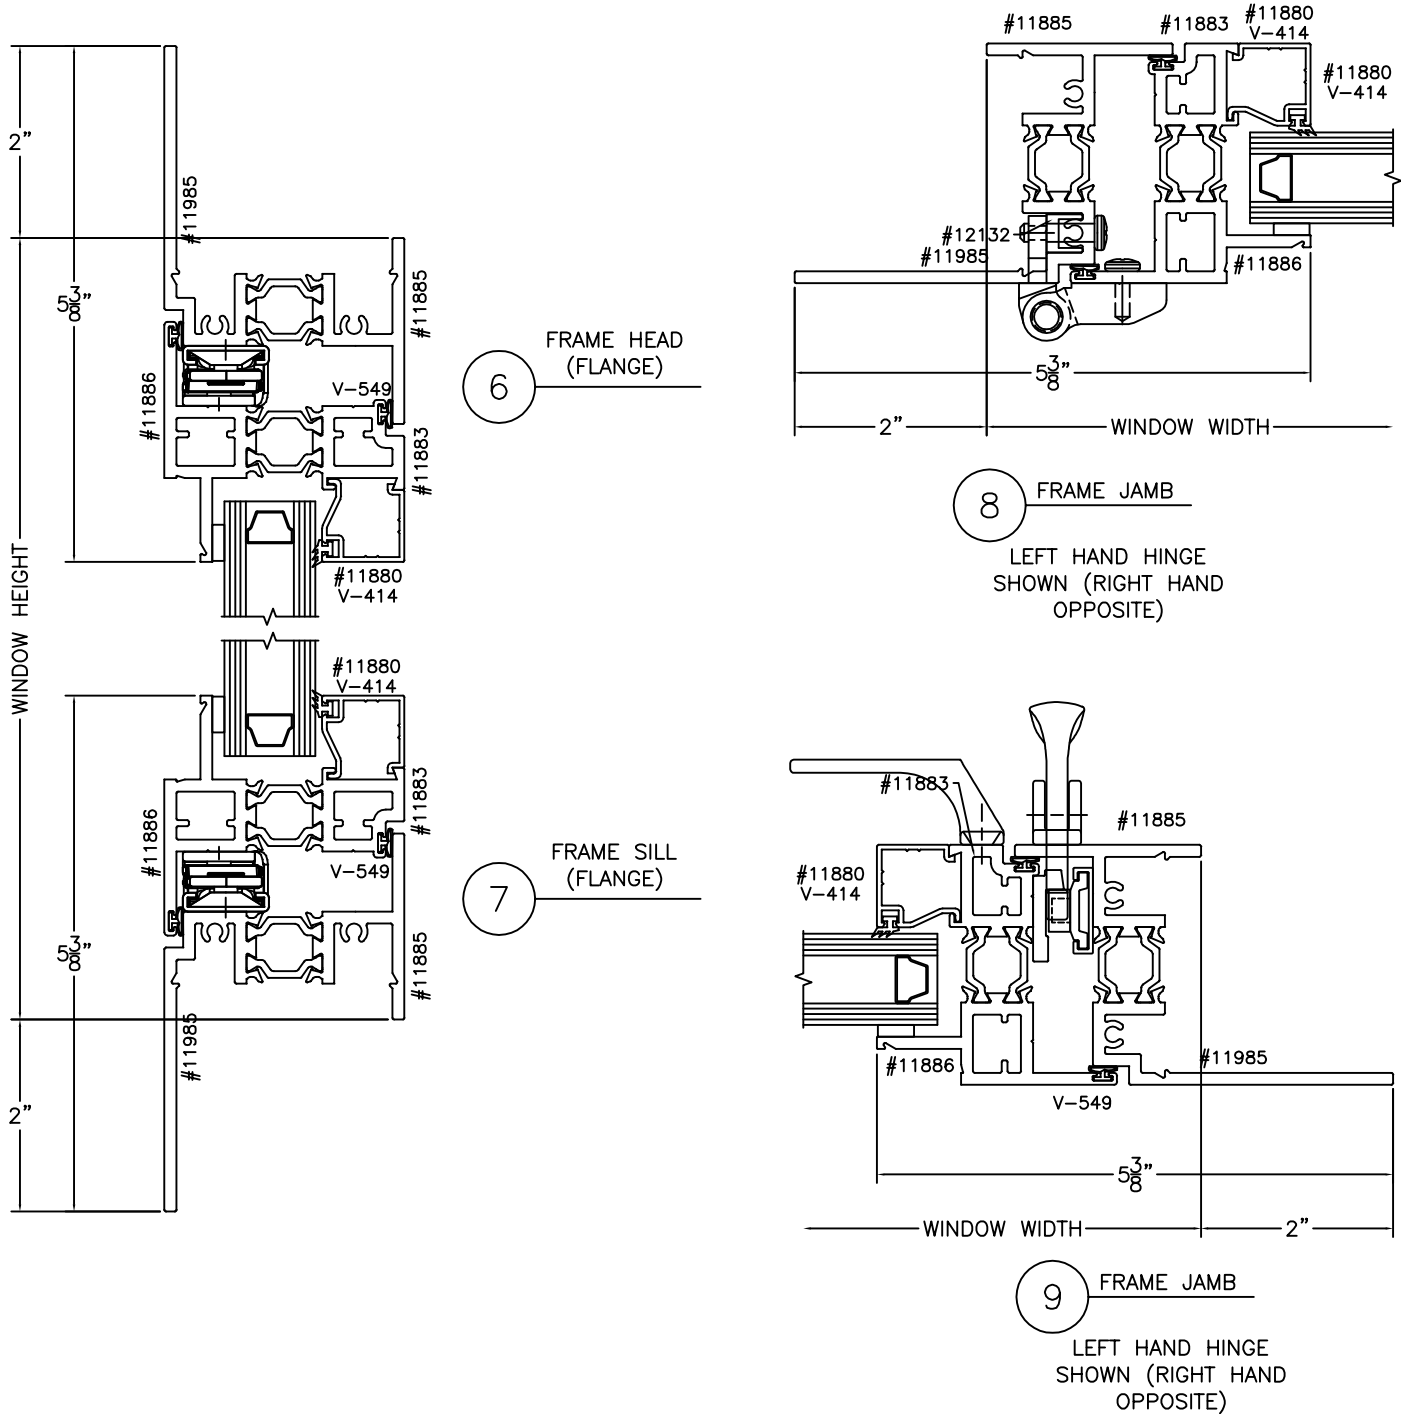 2"
5 3/8"
#11985
#11885
#11886
V-549
#11883
#11880
V-414
WINDOW HEIGHT
6
FRAME HEAD
(FLANGE)
#11880
V-414
#11883
#11886
V-549
5 3/8"
#11885
#11985
2"
7
FRAME SILL
(FLANGE)
#11885
#11883
#11880
V-414
#11880
V-414
#12132
#11985
#11886
5 3/8"
2"
WINDOW WIDTH
8
FRAME JAMB
LEFT HAND HINGE
SHOWN (RIGHT HAND
OPPOSITE)
#11883
#11885
#11880
V-414
#11886
#11985
V-549
5 3/8"
WINDOW WIDTH
2"
9
FRAME JAMB
LEFT HAND HINGE
SHOWN (RIGHT HAND
OPPOSITE)